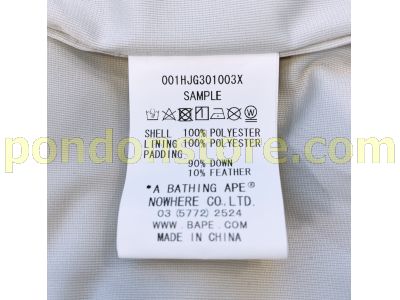 001HJG301003X
SAMPLE
SHELL 100% POLYESTER
LINING 100% POLYESTER
PADDING
90% DOWN
10% FEATHER
"A BATHING APE®
NOWHERE CO., LTD.
03 (5772) 2524
WWW.BAPE.COM
MADE IN CHINA
pondonstore.com